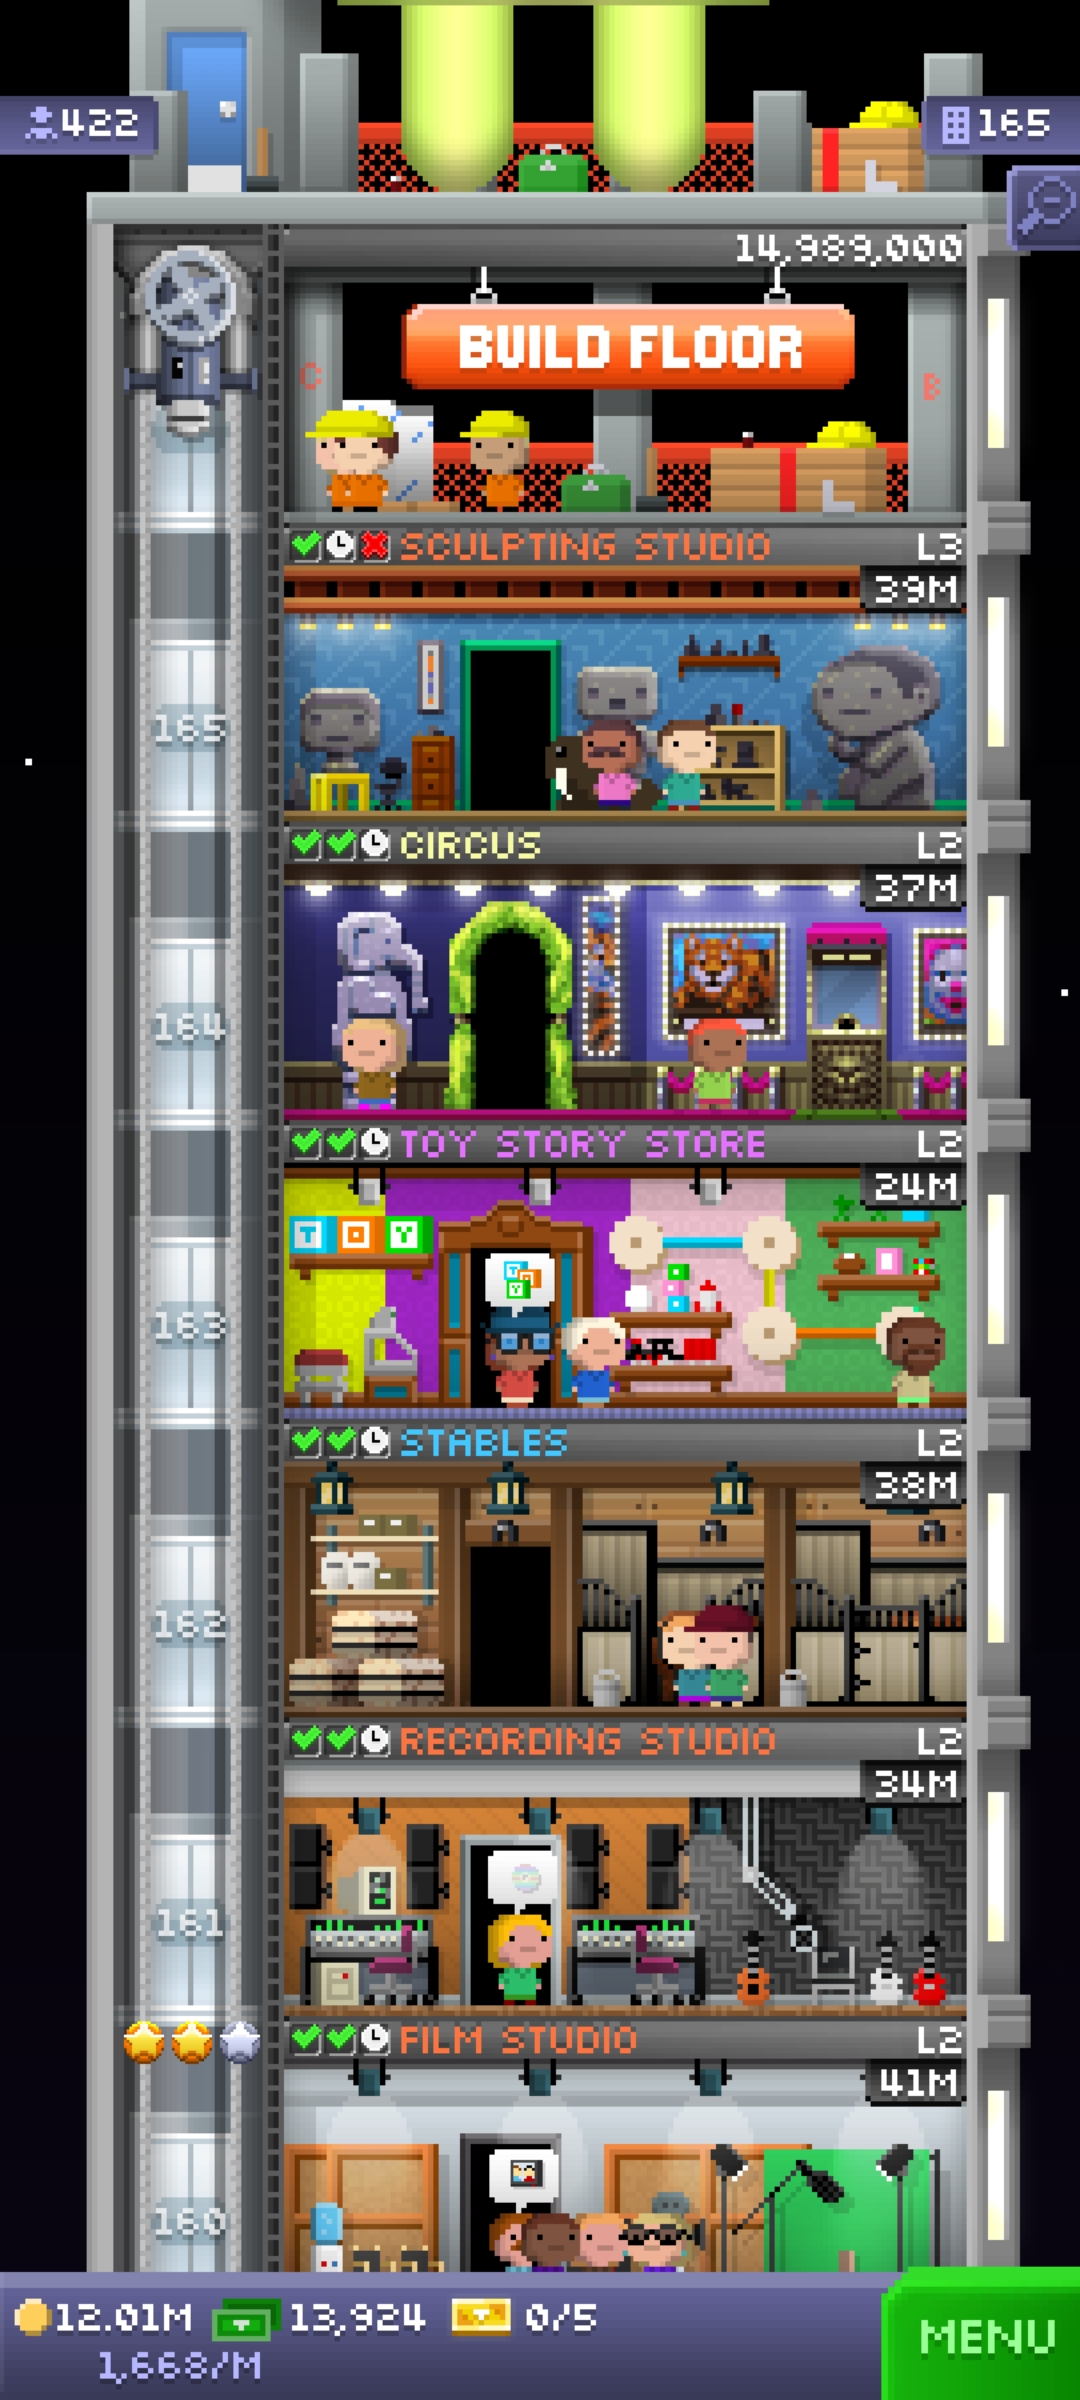 422
165
14,989,000
BUILD FLOOR
C
B
SCULPTING STUDIO L3
39M
165
CIRCUS L2
37M
164
TOY STORY STORE L2
24M
TOY
TOY
163
STABLES L2
38M
162
RECORDING STUDIO L2
34M
161
FILM STUDIO L2
41M
160
12.01M 13,924 0/5
1,668/M
MENU